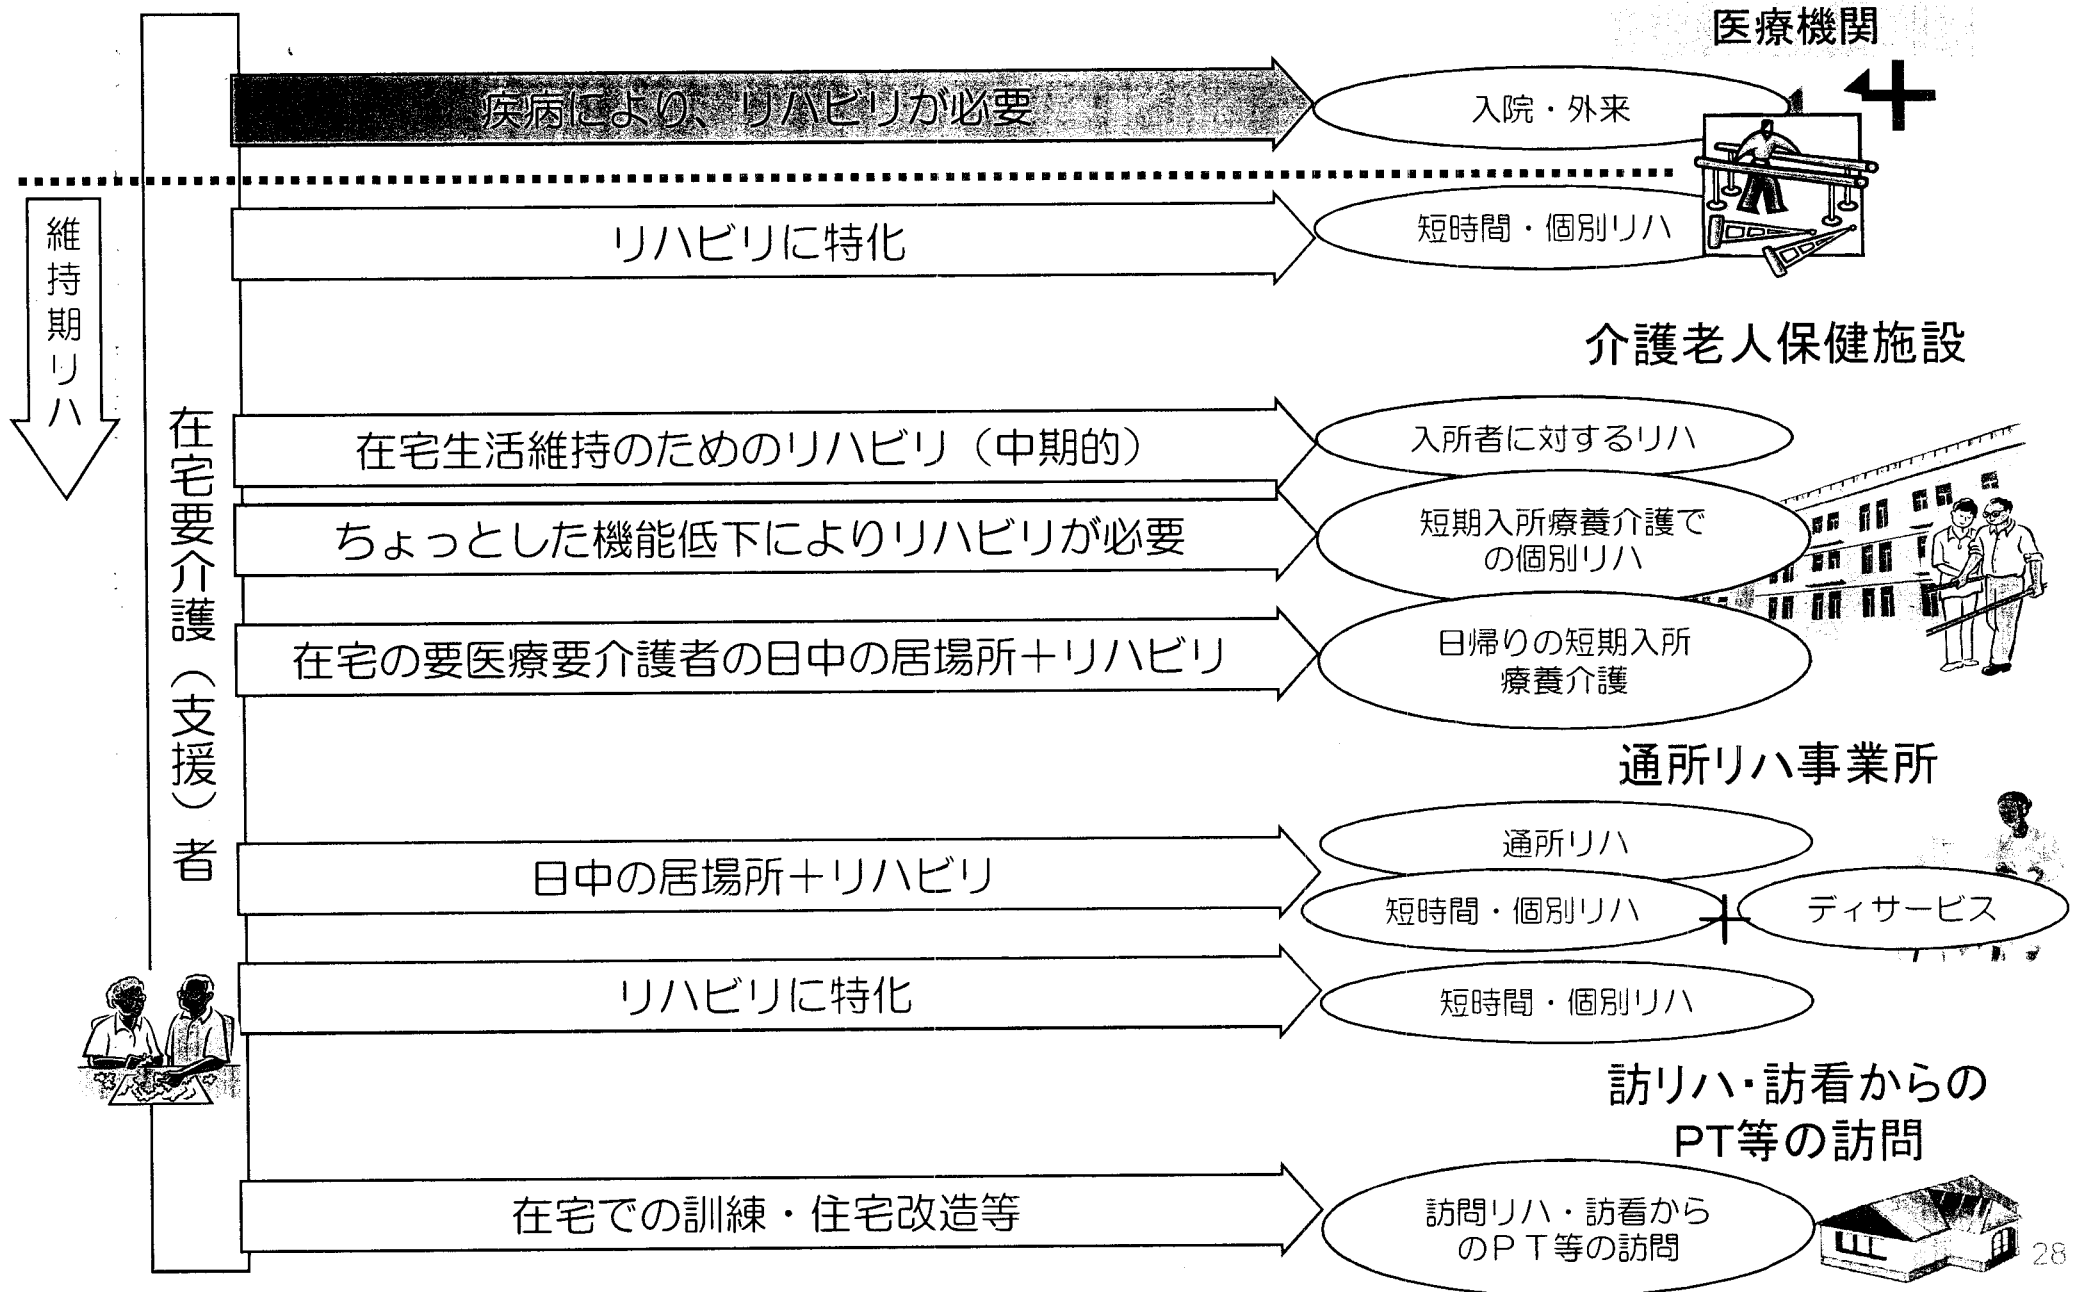 医療機関
疾病により、リハビリが必要
入院・外来
維持期リハ
リハビリに特化
短時間・個別リハ
介護老人保健施設
在宅要介護（支援）者
在宅生活維持のためのリハビリ（中期的）
入所者に対するリハ
ちょっとした機能低下によりリハビリが必要
短期入所療養介護で
の個別リハ
在宅の要医療要介護者の日中の居場所＋リハビリ
日帰りの短期入所
療養介護
通所リハ事業所
日中の居場所＋リハビリ
通所リハ
短時間・個別リハ
＋
ディサービス
リハビリに特化
短時間・個別リハ
訪リハ・訪看からの
PT等の訪問
在宅での訓練・住宅改造等
訪問リハ・訪看から
のＰＴ等の訪問
28